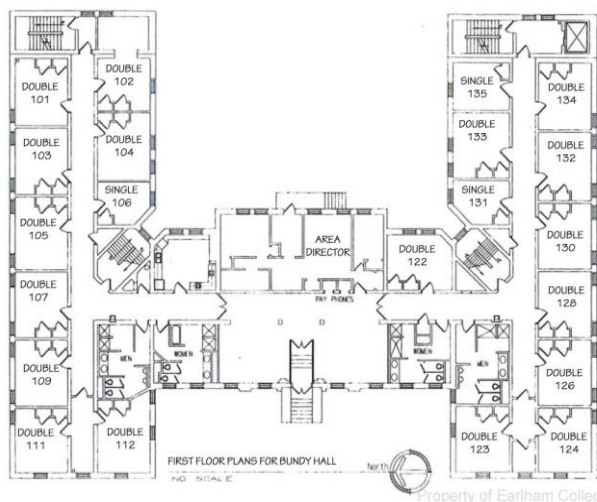 DOUBLE
101
DOUBLE
102
DOUBLE
103
DOUBLE
104
DOUBLE
105
SINGLE
106
DOUBLE
107
DOUBLE
109
DOUBLE
111
DOUBLE
112
MEN
WOMEN
AREA
DIRECTOR
PAY PHONES
DOUBLE
122
WOMEN
MEN
SINGLE
135
DOUBLE
133
SINGLE
131
DOUBLE
134
DOUBLE
132
DOUBLE
130
DOUBLE
128
DOUBLE
126
DOUBLE
123
DOUBLE
124
FIRST FLOOR PLANS FOR BUNDY HALL
NO SCALE
North
Property of Earlham Colle